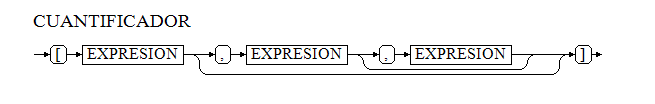 CUANTIFICADOR
[ EXPRESION , EXPRESION , EXPRESION ]